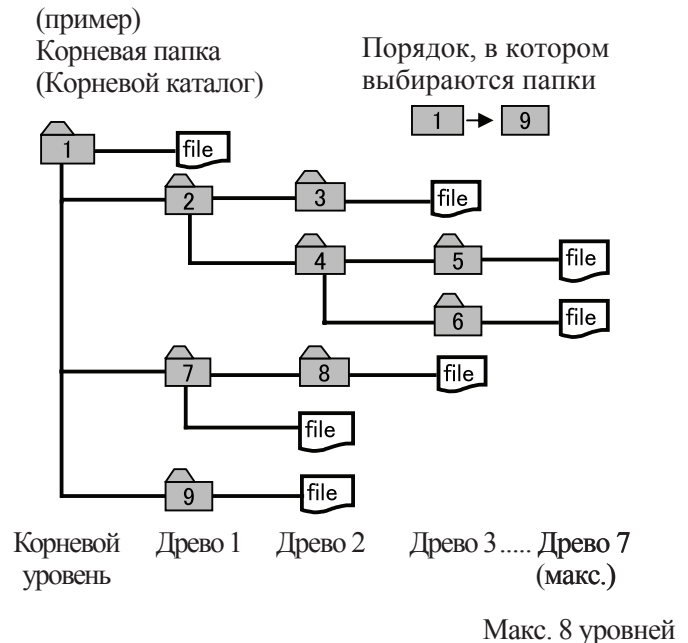 (пример)
Корневая папка
(Корневой каталог)
Порядок, в котором
выбираются папки
1 → 9
1 file
2 3 file
4 5 file
6 file
7 8 file
file
9 file
Корневой уровень
Древо 1
Древо 2
Древо 3 ..... Древо 7
(макс.)
Макс. 8 уровней